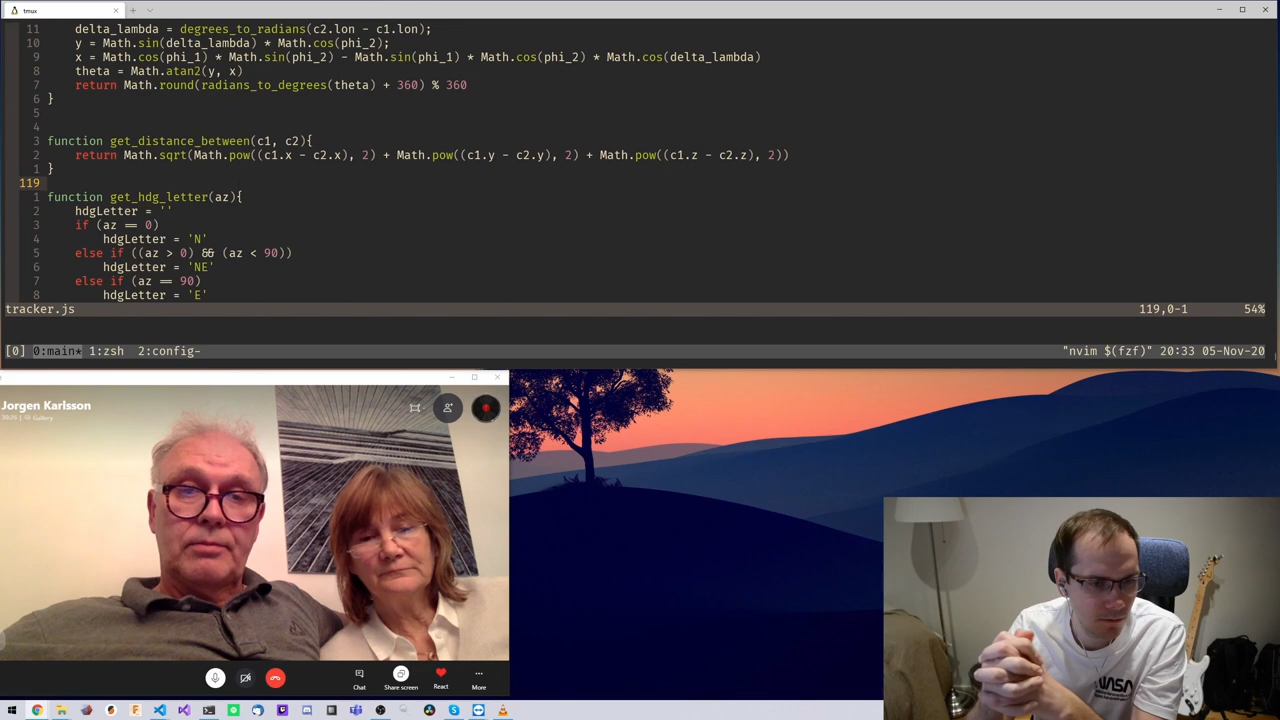 tmux
11 delta_lambda = degrees_to_radians(c2.lon - c1.lon);
10 y = Math.sin(delta_lambda) * Math.cos(phi_2);
9 x = Math.cos(phi_1) * Math.sin(phi_2) - Math.sin(phi_1) * Math.cos(phi_2) * Math.cos(delta_lambda)
8 theta = Math.atan2(y, x)
7 return Math.round(radians_to_degrees(theta) + 360) % 360
6 }
5
4
3 function get_distance_between(c1, c2){
2 return Math.sqrt(Math.pow((c1.x - c2.x), 2) + Math.pow((c1.y - c2.y), 2) + Math.pow((c1.z - c2.z), 2))
1 }
119
1 function get_hdg_letter(az){
2 hdgLetter = ''
3 if (az == 0)
4 hdgLetter = 'N'
5 else if ((az > 0) && (az < 90))
6 hdgLetter = 'NE'
7 else if (az == 90)
8 hdgLetter = 'E'
tracker.js 119,0-1 54%
[0] 0:main* 1:zsh 2:config- "nvim $(fzf)" 20:33 05-Nov-20
Jorgen Karlsson
Gallery
Chat
Share screen
React
More
NASA